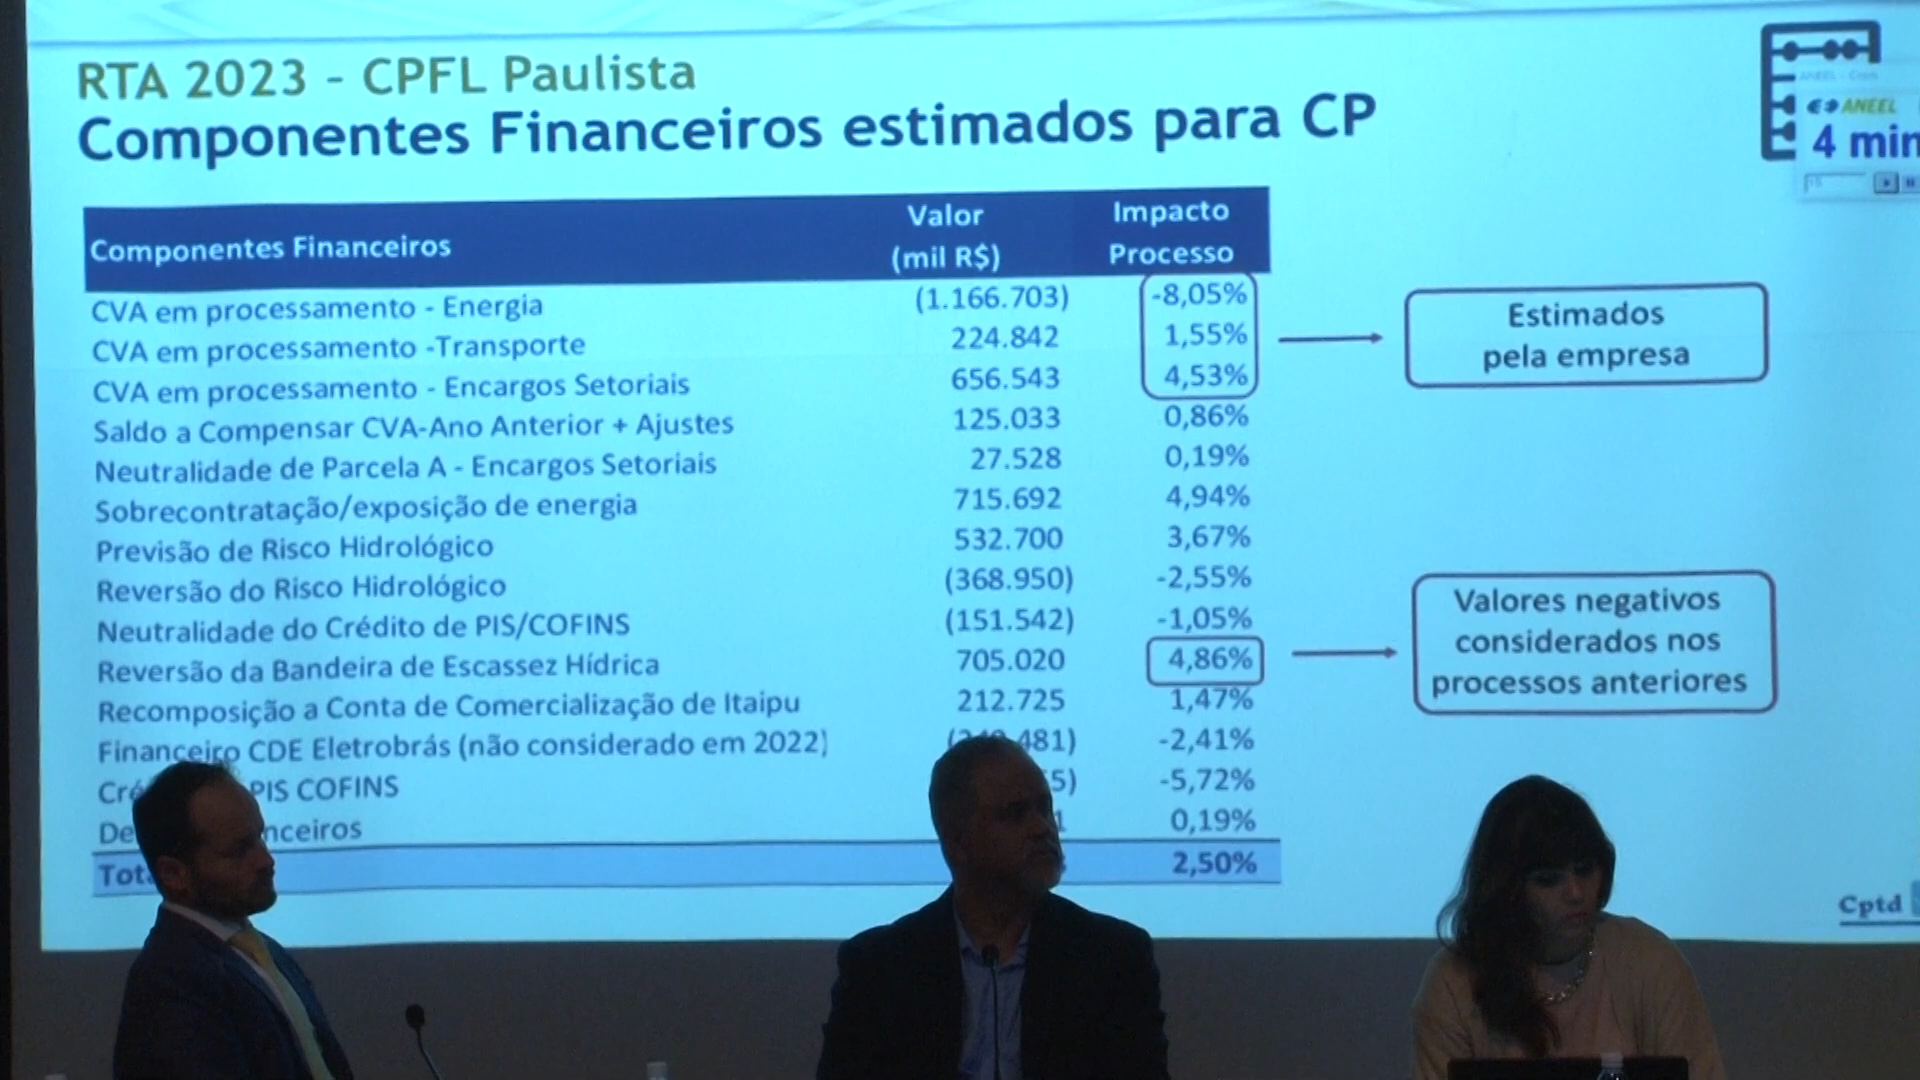 RTA 2023 - CPFL Paulista
Componentes Financeiros estimados para CP
ANEEL
4 min
Componentes Financeiros Valor (mil R$) Impacto Processo
CVA em processamento - Energia (1.166.703) -8,05%
CVA em processamento -Transporte 224.842 1,55%
CVA em processamento - Encargos Setoriais 656.543 4,53%
Saldo a Compensar CVA-Ano Anterior + Ajustes 125.033 0,86%
Neutralidade de Parcela A - Encargos Setoriais 27.528 0,19%
Sobrecontratação/exposição de energia 715.692 4,94%
Previsão de Risco Hidrológico 532.700 3,67%
Reversão do Risco Hidrológico (368.950) -2,55%
Neutralidade do Crédito de PIS/COFINS (151.542) -1,05%
Reversão da Bandeira de Escassez Hídrica 705.020 4,86%
Recomposição a Conta de Comercialização de Itaipu 212.725 1,47%
Financeiro CDE Eletrobrás (não considerado em 2022) 481) -2,41%
PIS COFINS 5) -5,72%
0,19%
2,50%
Estimados
pela empresa
Valores negativos
considerados nos
processos anteriores
Cptd